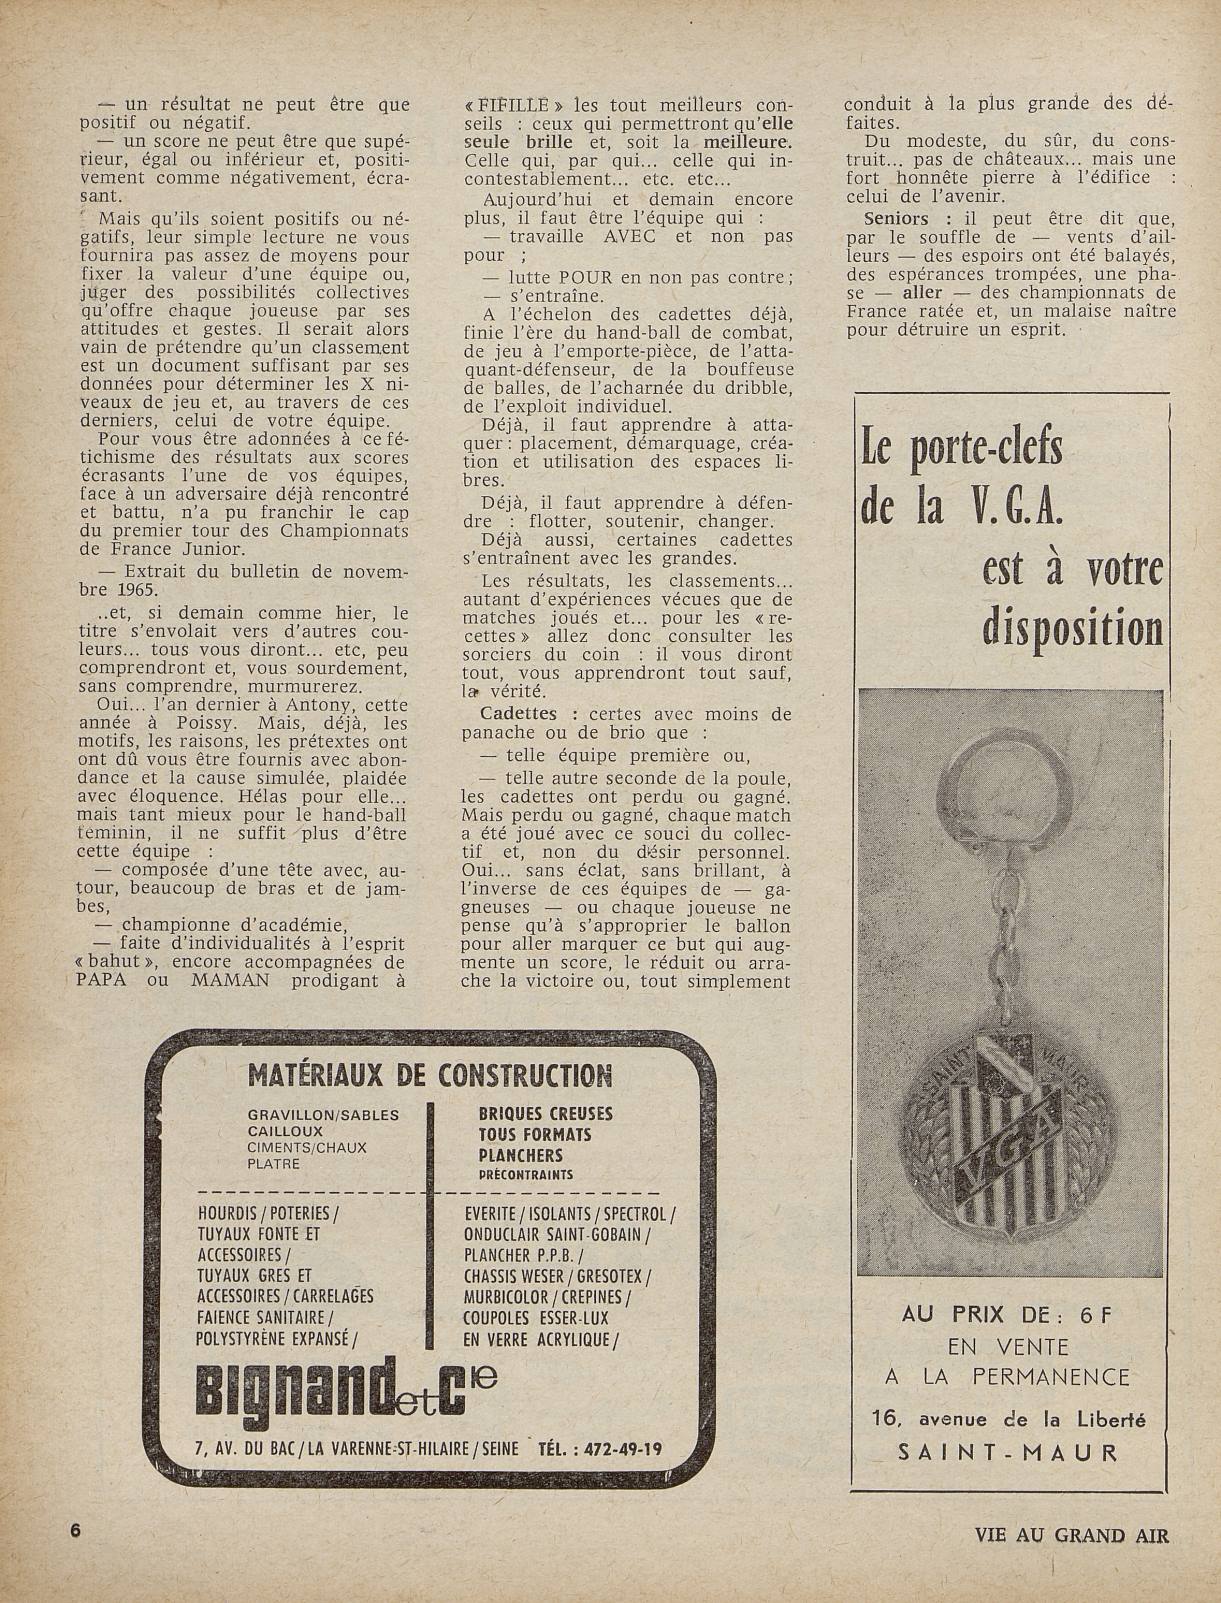 — un résultat ne peut être que
positif ou négatif.
— un score ne peut être que supé-
rieur, égal ou inférieur et, positi-
vement comme négativement, écra-
sant.
Mais qu'ils soient positifs ou né-
gatifs, leur simple lecture ne vous
fournira pas assez de moyens pour
fixer la valeur d'une équipe ou,
juger des possibilités collectives
qu'offre chaque joueuse par ses
attitudes et gestes. Il serait alors
vain de prétendre qu'un classement
est un document suffisant par ses
données pour déterminer les X ni-
veaux de jeu et, au travers de ces
derniers, celui de votre équipe.
Pour vous être adonnées à ce fé-
tichisme des résultats aux scores
écrasants l'une de vos équipes,
face à un adversaire déjà rencontré
et battu, n'a pu franchir le cap
du premier tour des Championnats
de France Junior.
— Extrait du bulletin de novem-
bre 1965.
..et, si demain comme hier, le
titre s'envolait vers d'autres cou-
leurs... tous vous diront... etc, peu
comprendront et, vous sourdement,
sans comprendre, murmurerez.
Oui... l'an dernier à Antony, cette
année à Poissy. Mais, déjà, les
motifs, les raisons, les prétextes ont
ont dû vous être fournis avec abon-
dance et la cause simulée, plaidée
avec éloquence. Hélas pour elle...
mais tant mieux pour le hand-ball
feminin, il ne suffit plus d'être
cette équipe :
— composée d'une tête avec, au-
tour, beaucoup de bras et de jam-
bes,
— championne d'académie,
— faite d'individualités à l'esprit
« bahut », encore accompagnées de
PAPA ou MAMAN prodigant à
« FIFILLE » les tout meilleurs con-
seils : ceux qui permettront qu'elle
seule brille et, soit la meilleure.
Celle qui, par qui... celle qui in-
contestablement... etc. etc...
Aujourd'hui et demain encore
plus, il faut être l'équipe qui :
— travaille AVEC et non pas
pour ;
— lutte POUR en non pas contre ;
— s'entraîne.
A l'échelon des cadettes déjà,
finie l'ère du hand-ball de combat,
de jeu à l'emporte-pièce, de l'atta-
quant-défenseur, de la bouffeuse
de balles, de l'acharnée du dribble,
de l'exploit individuel.
Déjà, il faut apprendre à atta-
quer : placement, démarquage, créa-
tion et utilisation des espaces li-
bres.
Déjà, il faut apprendre à défen-
dre : flotter, soutenir, changer.
Déjà aussi, certaines cadettes
s'entraînent avec les grandes.
Les résultats, les classements...
autant d'expériences vécues que de
matches joués et... pour les « re-
cettes » allez donc consulter les
sorciers du coin : il vous diront
tout, vous apprendront tout sauf,
la vérité.
Cadettes : certes avec moins de
panache ou de brio que :
— telle équipe première ou,
— telle autre seconde de la poule,
les cadettes ont perdu ou gagné.
Mais perdu ou gagné, chaque match
a été joué avec ce souci du collec-
tif et, non du désir personnel.
Oui... sans éclat, sans brillant, à
l'inverse de ces équipes de — ga-
gneuses — ou chaque joueuse ne
pense qu'à s'approprier le ballon
pour aller marquer ce but qui aug-
mente un score, le réduit ou arra-
che la victoire ou, tout simplement
conduit à la plus grande des dé-
faites.
Du modeste, du sûr, du cons-
truit... pas de châteaux... mais une
fort honnête pierre à l'édifice :
celui de l'avenir.
Seniors : il peut être dit que,
par le souffle de — vents d'ail-
leurs — des espoirs ont été balayés,
des espérances trompées, une pha-
se — aller — des championnats de
France ratée et, un malaise naître
pour détruire un esprit.
Le porte-clefs
de la V.G.A.
est à votre
disposition
SAINT MAUR
VGA
AU PRIX DE : 6 F
EN VENTE
A LA PERMANENCE
16, avenue de la Liberté
SAINT-MAUR
MATÉRIAUX DE CONSTRUCTION
GRAVILLON/SABLES
CAILLOUX
CIMENTS/CHAUX
PLATRE
BRIQUES CREUSES
TOUS FORMATS
PLANCHERS
PRÉCONTRAINTS
HOURDIS / POTERIES /
TUYAUX FONTE ET
ACCESSOIRES /
TUYAUX GRES ET
ACCESSOIRES / CARRELAGES
FAIENCE SANITAIRE /
POLYSTYRÈNE EXPANSÉ /
EVERITE / ISOLANTS / SPECTROL /
ONDUCLAIR SAINT-GOBAIN /
PLANCHER P.P.B. /
CHASSIS WESER / GRESOTEX /
MURBICOLOR / CREPINES /
COUPOLES ESSER-LUX
EN VERRE ACRYLIQUE /
Bignand et Cie
7, AV. DU BAC / LA VARENNE-ST-HILAIRE / SEINE TÉL. : 472-49-19
6
VIE AU GRAND AIR